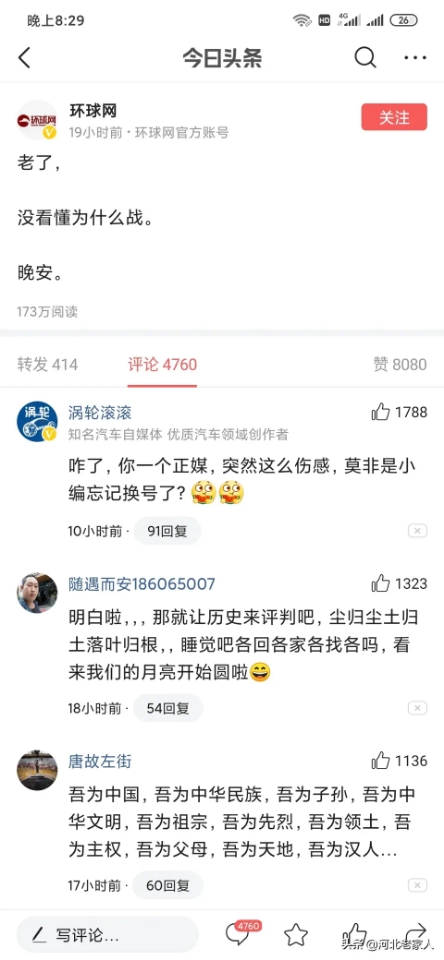 晚上8:29
HD 4G 26
今日头条
环球网
环球网
19小时前·环球网官方账号
关注
老了，
没看懂为什么战。
晚安。
173万阅读
转发 414
评论 4760
赞 8080
涡轮
涡轮滚滚
1788
知名汽车自媒体 优质汽车领域创作者
咋了，你一个正媒，突然这么伤感，莫非是小
编忘记换号了？
10小时前·
91回复
随遇而安186065007
1323
明白啦，，，那就让历史来评判吧，尘归尘土归
土落叶归根，，睡觉吧各回各家各找各吗，看
来我们的月亮开始圆啦
18小时前·
54回复
唐故左街
1136
吾为中国，吾为中华民族，吾为子孙，吾为中
华文明，吾为祖宗，吾为先烈，吾为领土，吾
为主权，吾为父母，吾为天地，吾为汉人...
17小时前·
60回复
写评论...
4760
头条 @河北老家人